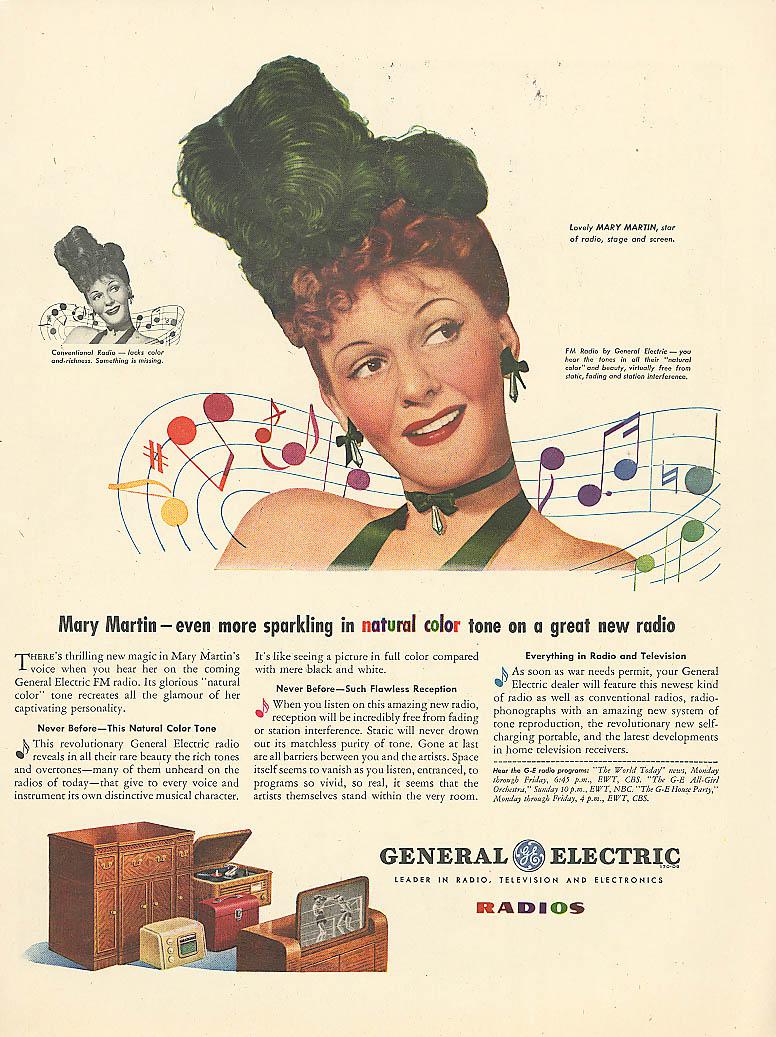 Lovely MARY MARTIN, star
of radio, stage and screen.
Conventional Radio — lacks color
and richness. Something is missing.
FM Radio by General Electric — you
hear the tones in all their "natural
color" and beauty, virtually free from
static, fading and station interference.
Mary Martin—even more sparkling in natural color tone on a great new radio
THERE'S thrilling new magic in Mary Martin's
voice when you hear her on the coming
General Electric FM radio. Its glorious "natural
color" tone recreates all the glamour of her
captivating personality.
Never Before—This Natural Color Tone
This revolutionary General Electric radio
reveals in all their rare beauty the rich tones
and overtones—many of them unheard on the
radios of today—that give to every voice and
instrument its own distinctive musical character.
It's like seeing a picture in full color compared
with mere black and white.
Never Before—Such Flawless Reception
When you listen on this amazing new radio,
reception will be incredibly free from fading
or station interference. Static will never drown
out its matchless purity of tone. Gone at last
are all barriers between you and the artists. Space
itself seems to vanish as you listen, entranced, to
programs so vivid, so real, it seems that the
artists themselves stand within the very room.
Everything in Radio and Television
As soon as war needs permit, your General
Electric dealer will feature this newest kind
of radio as well as conventional radios, radio-
phonographs with an amazing new system of
tone reproduction, the revolutionary new self-
charging portable, and the latest developments
in home television receivers.
Hear the G-E radio programs: "The World Today" news, Monday
through Friday, 6:45 p.m., EWT, CBS. "The G-E All-Girl
Orchestra," Sunday 10 p.m., EWT, NBC. "The G-E House Party,"
Monday through Friday, 4 p.m., EWT, CBS.
GENERAL GE ELECTRIC
LEADER IN RADIO, TELEVISION AND ELECTRONICS
RADIOS